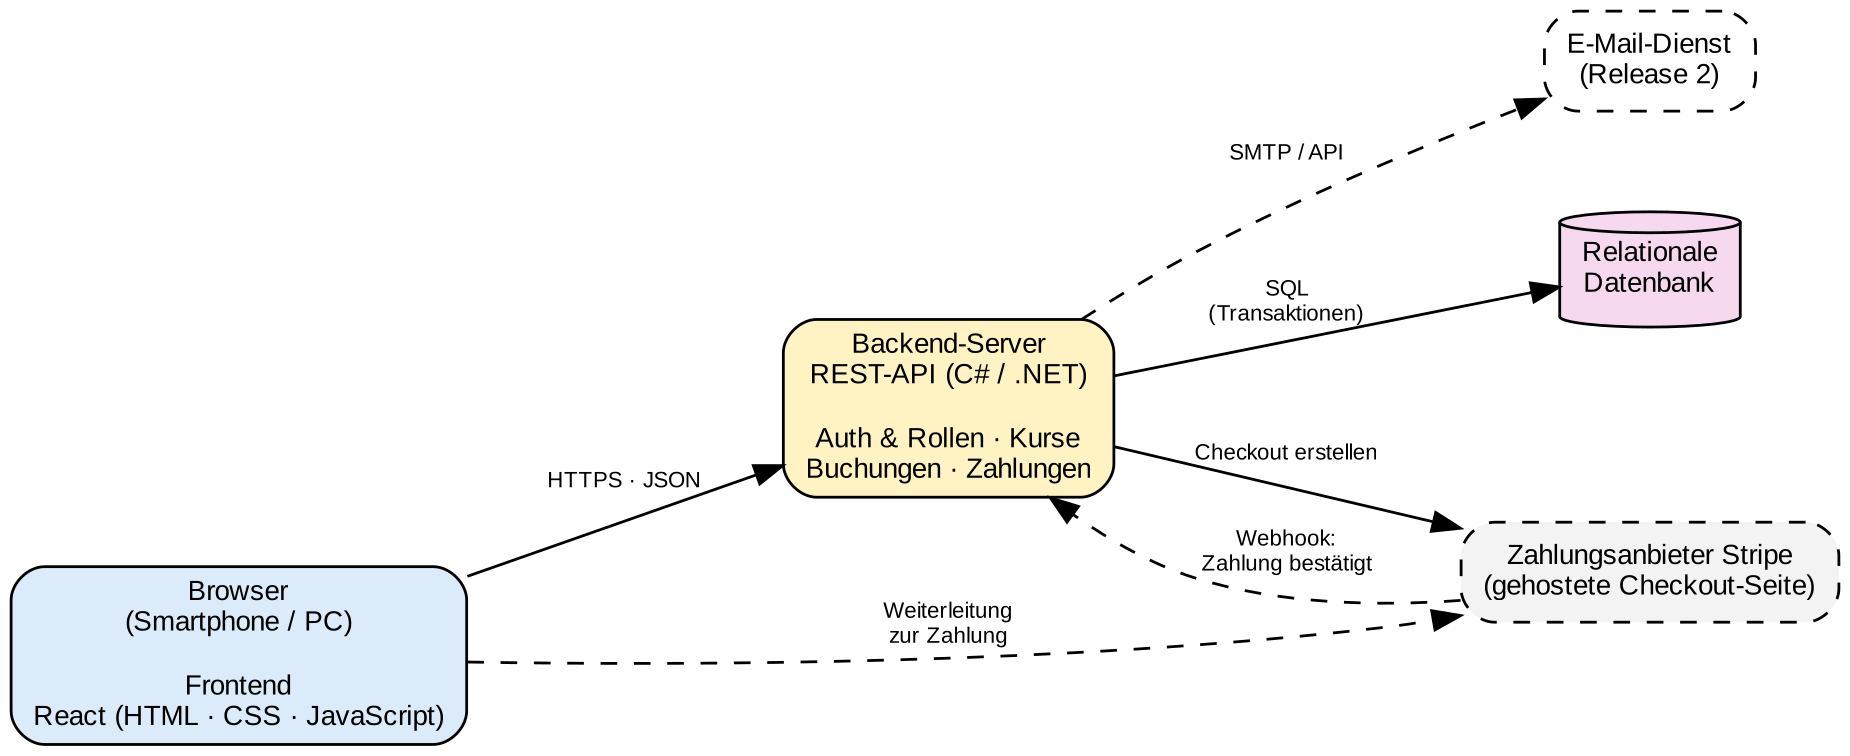 E-Mail-Dienst
(Release 2)
SMTP / API
Relationale
Datenbank
SQL
(Transaktionen)
Backend-Server
REST-API (C# / .NET)
Auth & Rollen · Kurse
Buchungen · Zahlungen
Checkout erstellen
HTTPS · JSON
Webhook:
Zahlung bestätigt
Zahlungsanbieter Stripe
(gehostete Checkout-Seite)
Weiterleitung
zur Zahlung
Browser
(Smartphone / PC)
Frontend
React (HTML · CSS · JavaScript)